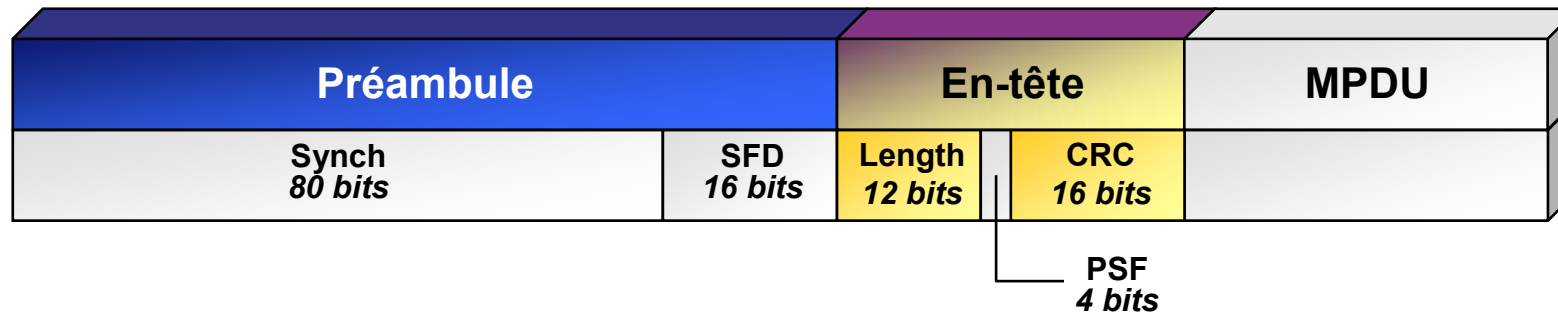 Préambule
En-tête
MPDU
Synch
80 bits
SFD
16 bits
Length
12 bits
CRC
16 bits
PSF
4 bits